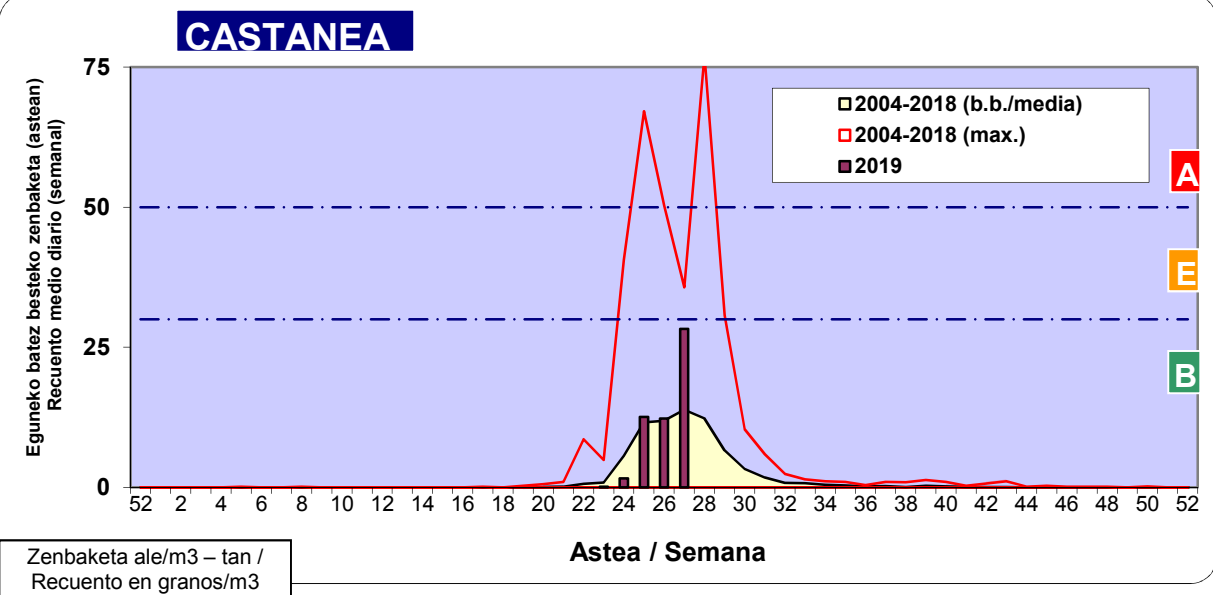 CASTANEA
Eguneko batez besteko zenbaketa (astean)
Recuento medio diario (semanal)
75
50
25
0
2004-2018 (b.b./media)
2004-2018 (max.)
2019
A
E
B
52 2 4 6 8 10 12 14 16 18 20 22 24 26 28 30 32 34 36 38 40 42 44 46 48 50 52
Astea / Semana
Zenbaketa ale/m3 – tan /
Recuento en granos/m3